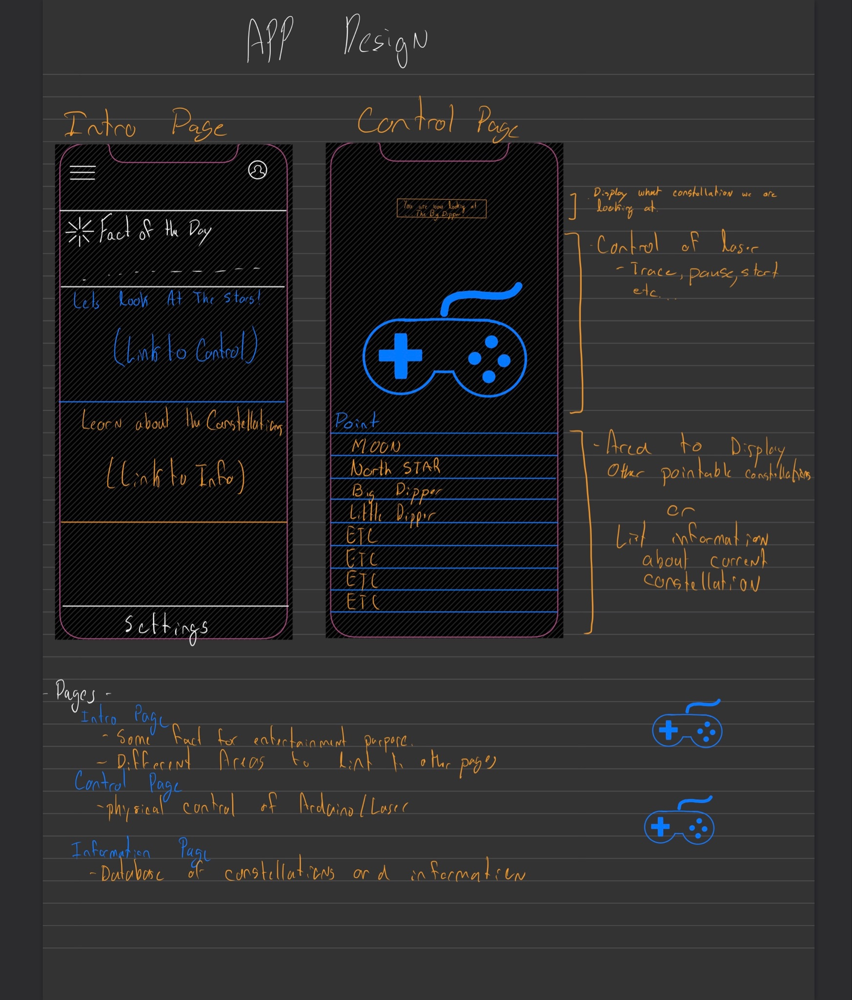 APP Design
Intro Page
Control Page
Fact of the Day
Lets Look At The Stars!
(Link to Control)
Learn about the Constellations
(Link to Info)
Settings
You are now looking at
... The Big Dipper...
Point
MOON
North STAR
Big Dipper
Little Dipper
ETC
ETC
ETC
ETC
Display what constellation we are
looking at.
- Control of laser
- Trace, pause, start
etc...
- Area to Display
Other pointable constellations
or
List information
about current
constellation
- Pages -
Intro Page
- Some fact for entertainment purpose.
- Different Areas to link to other pages
Control Page
- physical control of Arduino/Laser
Information Page
- Database of constellations and information